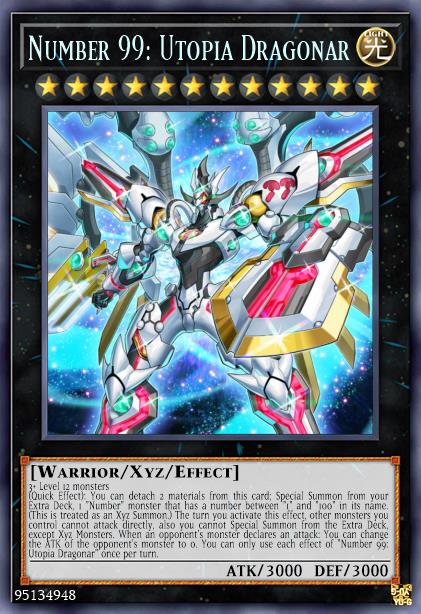 NUMBER 99: UTOPIA DRAGONAR
LIGHT
光
99
[WARRIOR/XYZ/EFFECT]
3+ Level 12 monsters
(Quick Effect): You can detach 2 materials from this card; Special Summon from your
Extra Deck, 1 "Number" monster that has a number between "1" and "100" in its name.
(This is treated as an Xyz Summon.) The turn you activate this effect, other monsters you
control cannot attack directly, also you cannot Special Summon from the Extra Deck,
except Xyz Monsters. When an opponent's monster declares an attack: You can change
the ATK of the opponent's monster to 0. You can only use each effect of "Number 99:
Utopia Dragonar" once per turn.
ATK/3000 DEF/3000
95134948